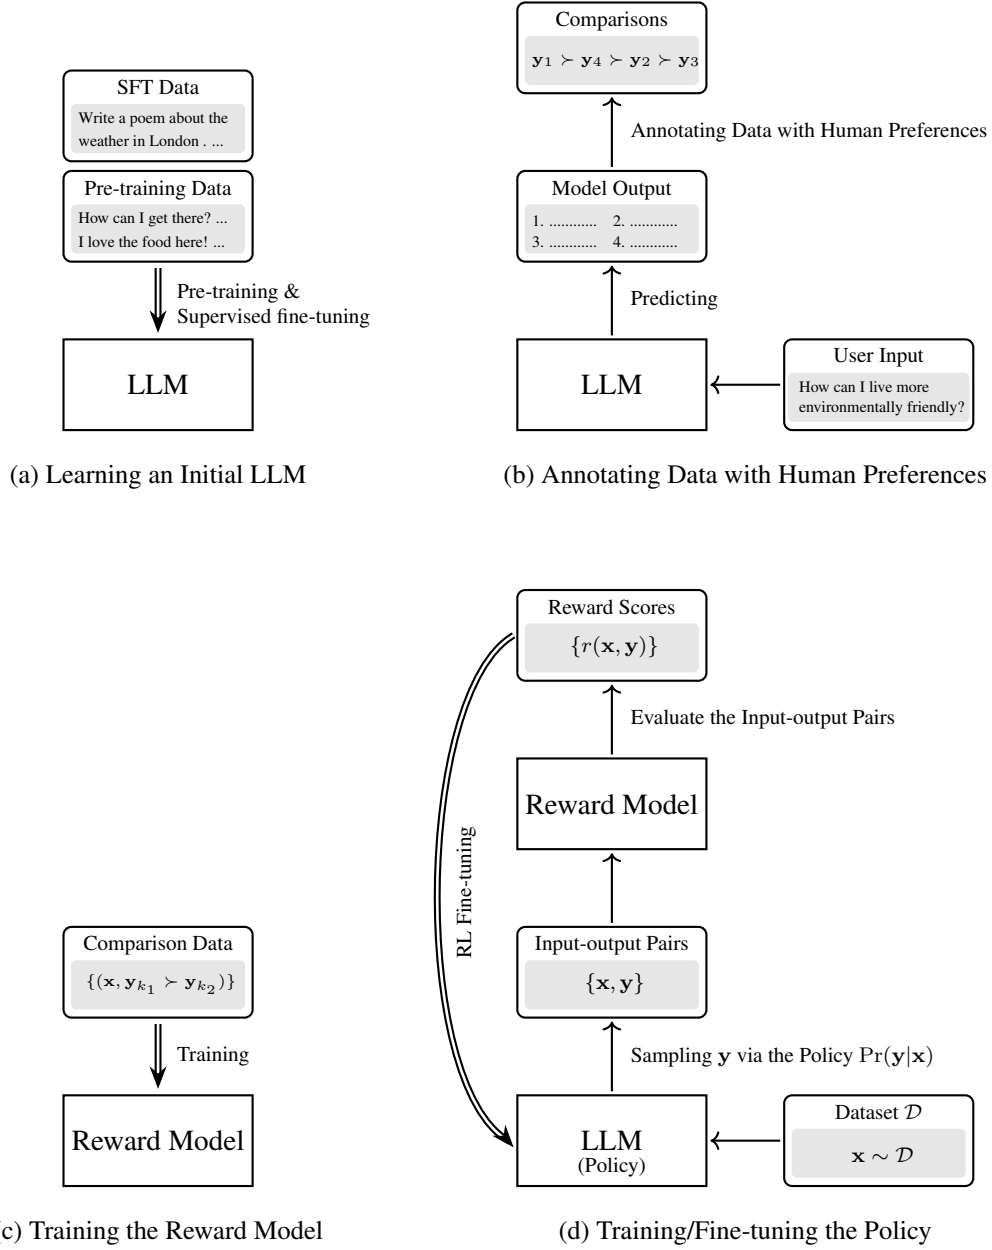 SFT Data
Write a poem about the
weather in London . ...
Pre-training Data
How can I get there? ...
I love the food here! ...
Pre-training &
Supervised fine-tuning
LLM
(a) Learning an Initial LLM
Comparisons
y₁ ≻ y₄ ≻ y₂ ≻ y₃
Annotating Data with Human Preferences
Model Output
1. ............ 2. ............
3. ............ 4. ............
Predicting
LLM
User Input
How can I live more
environmentally friendly?
(b) Annotating Data with Human Preferences
Comparison Data
{(x, y_{k₁} ≻ y_{k₂})}
Training
Reward Model
c) Training the Reward Model
Reward Scores
{r(x, y)}
Evaluate the Input-output Pairs
Reward Model
RL Fine-tuning
Input-output Pairs
{x, y}
Sampling y via the Policy Pr(y|x)
LLM
(Policy)
Dataset 𝒟
x ∼ 𝒟
(d) Training/Fine-tuning the Policy